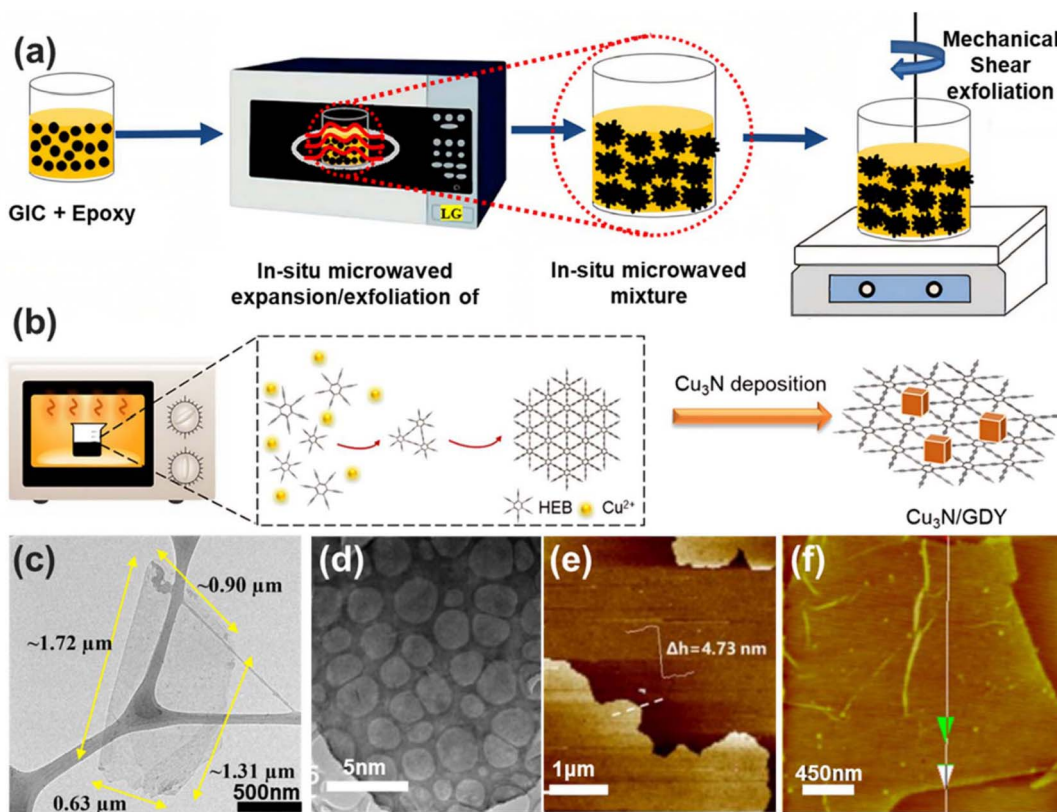 (a)
Mechanical
Shear
exfoliation
GIC + Epoxy
LG
In-situ microwaved
expansion/exfoliation of
In-situ microwaved
mixture
(b)
Cu₃N deposition
HEB
Cu²⁺
Cu₃N/GDY
(c)
~0.90 µm
~1.72 µm
~1.31 µm
0.63 µm
500nm
(d)
5nm
(e)
Δh=4.73 nm
1µm
(f)
450nm